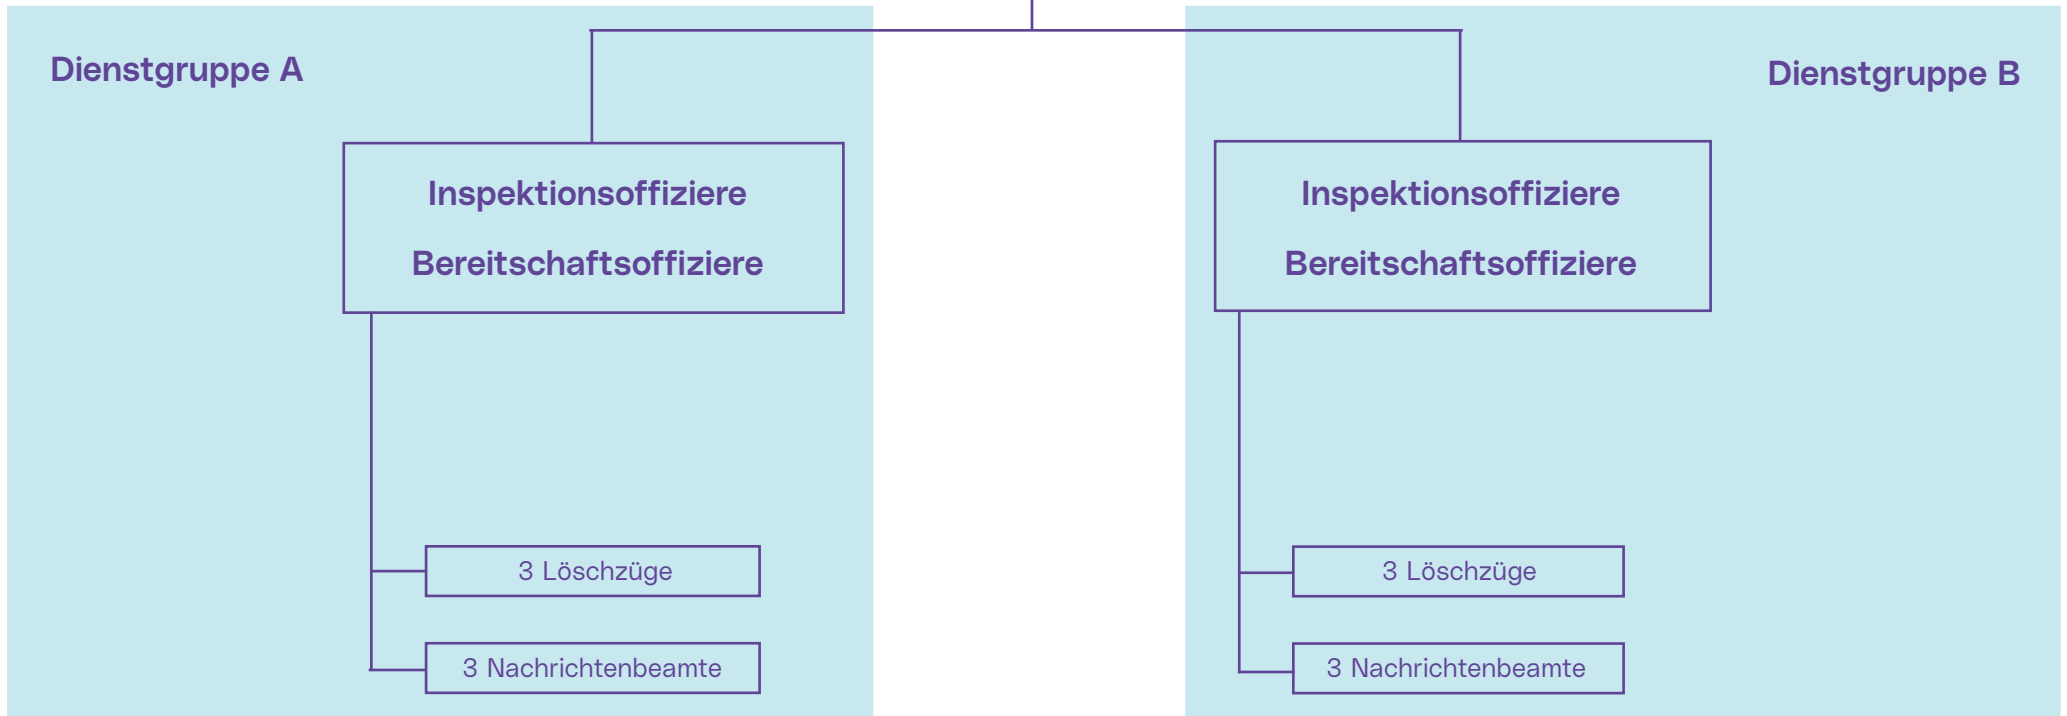 Dienstgruppe A
Inspektionsoffiziere
Bereitschaftsoffiziere
3 Löschzüge
3 Nachrichtenbeamte
Dienstgruppe B
Inspektionsoffiziere
Bereitschaftsoffiziere
3 Löschzüge
3 Nachrichtenbeamte